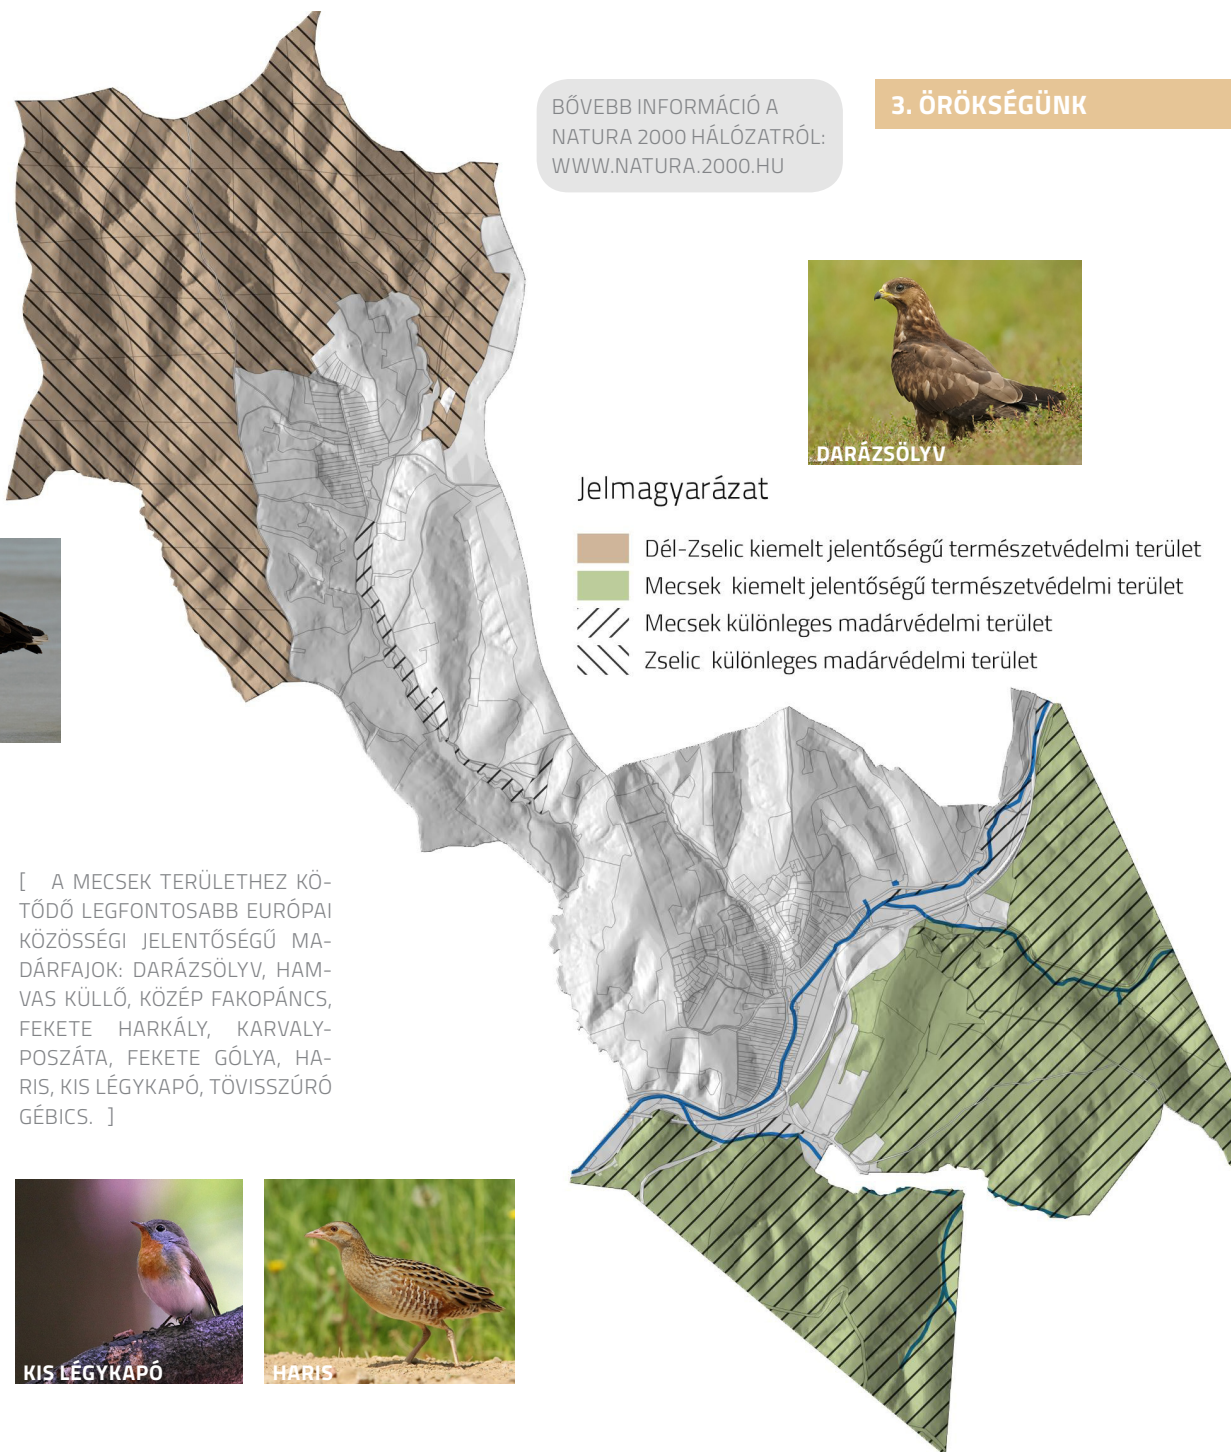 BŐVEBB INFORMÁCIÓ A
NATURA 2000 HÁLÓZATRÓL:
WWW.NATURA.2000.HU
3. ÖRÖKSÉGÜNK
DARÁZSÖLYV
Jelmagyarázat
Dél-Zselic kiemelt jelentőségű természetvédelmi terület
Mecsek kiemelt jelentőségű természetvédelmi terület
Mecsek különleges madárvédelmi terület
Zselic különleges madárvédelmi terület
[ A MECSEK TERÜLETHEZ KÖ-
TŐDŐ LEGFONTOSABB EURÓPAI
KÖZÖSSÉGI JELENTŐSÉGŰ MA-
DÁRFAJOK: DARÁZSÖLYV, HAM-
VAS KÜLLŐ, KÖZÉP FAKOPÁNCS,
FEKETE HARKÁLY, KARVALY-
POSZÁTA, FEKETE GÓLYA, HA-
RIS, KIS LÉGYKAPÓ, TÖVISSZÚRÓ
GÉBICS. ]
KIS LÉGYKAPÓ
HARIS